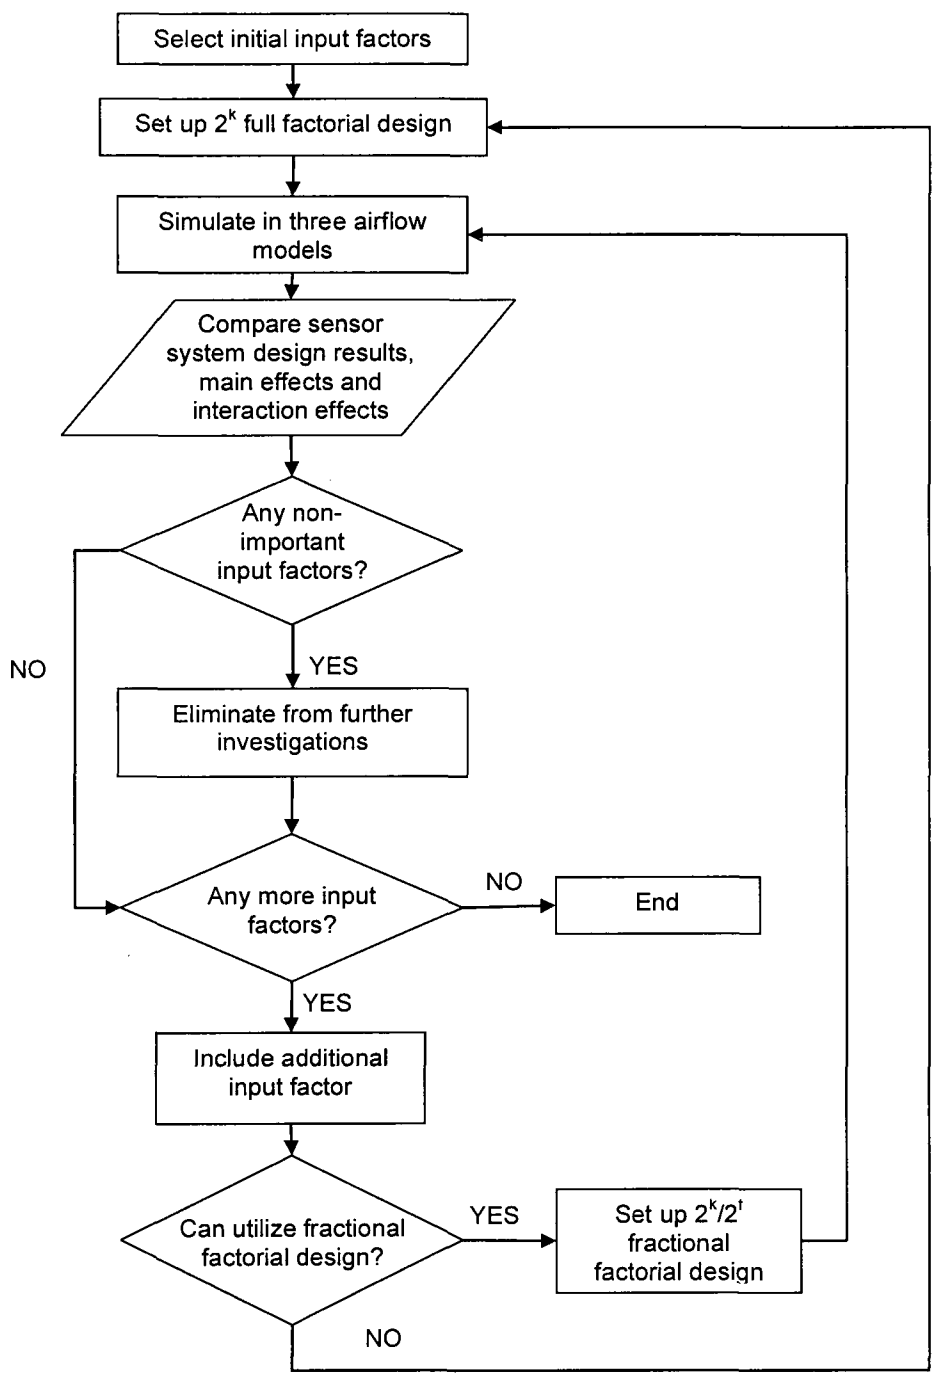 Select initial input factors
Set up 2^k full factorial design
Simulate in three airflow
models
Compare sensor
system design results,
main effects and
interaction effects
Any non-
important
input factors?
NO
YES
Eliminate from further
investigations
Any more input
factors?
NO
End
YES
Include additional
input factor
Can utilize fractional
factorial design?
YES
Set up 2^k/2^f
fractional
factorial design
NO